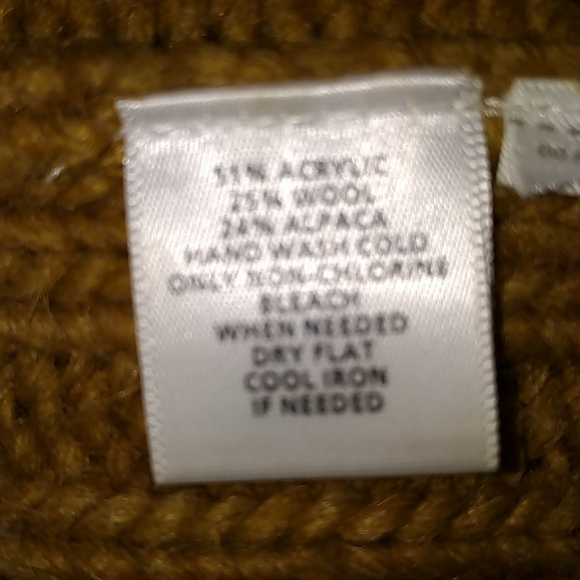 51% ACRYLIC
25% WOOL
24% ALPACA
HAND WASH COLD
ONLY NON-CHLORINE
BLEACH
WHEN NEEDED
DRY FLAT
COOL IRON
IF NEEDED